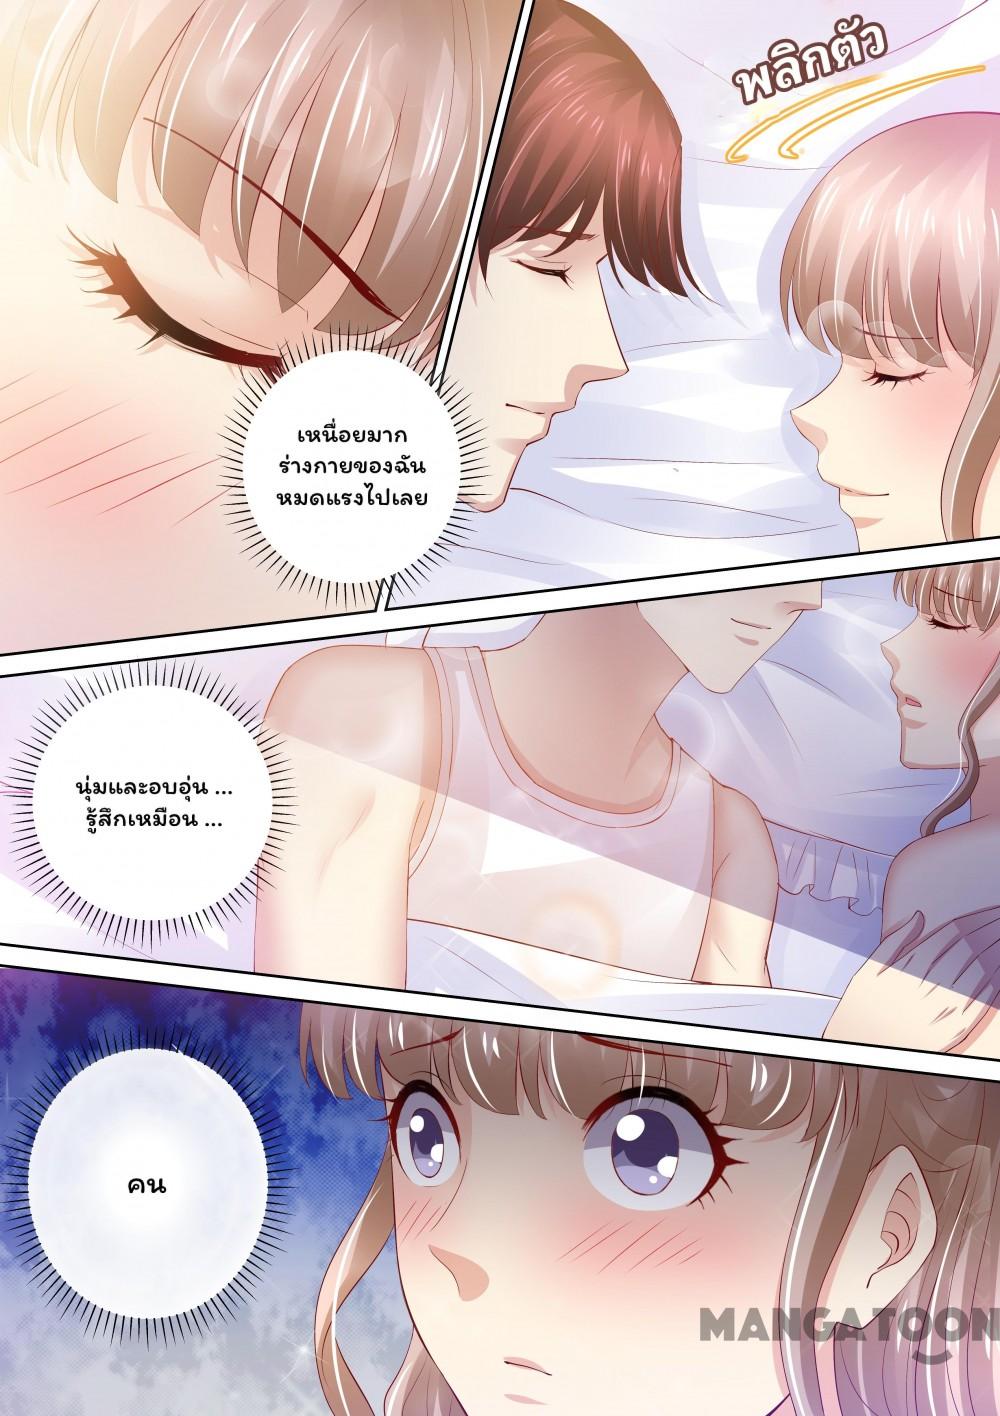 พลิกตัว
เหนื่อยมาก
ร่างกายของฉัน
หมดแรงไปเลย
นุ่มและอบอุ่น ...
รู้สึกเหมือน ...
คน
MANGATOON